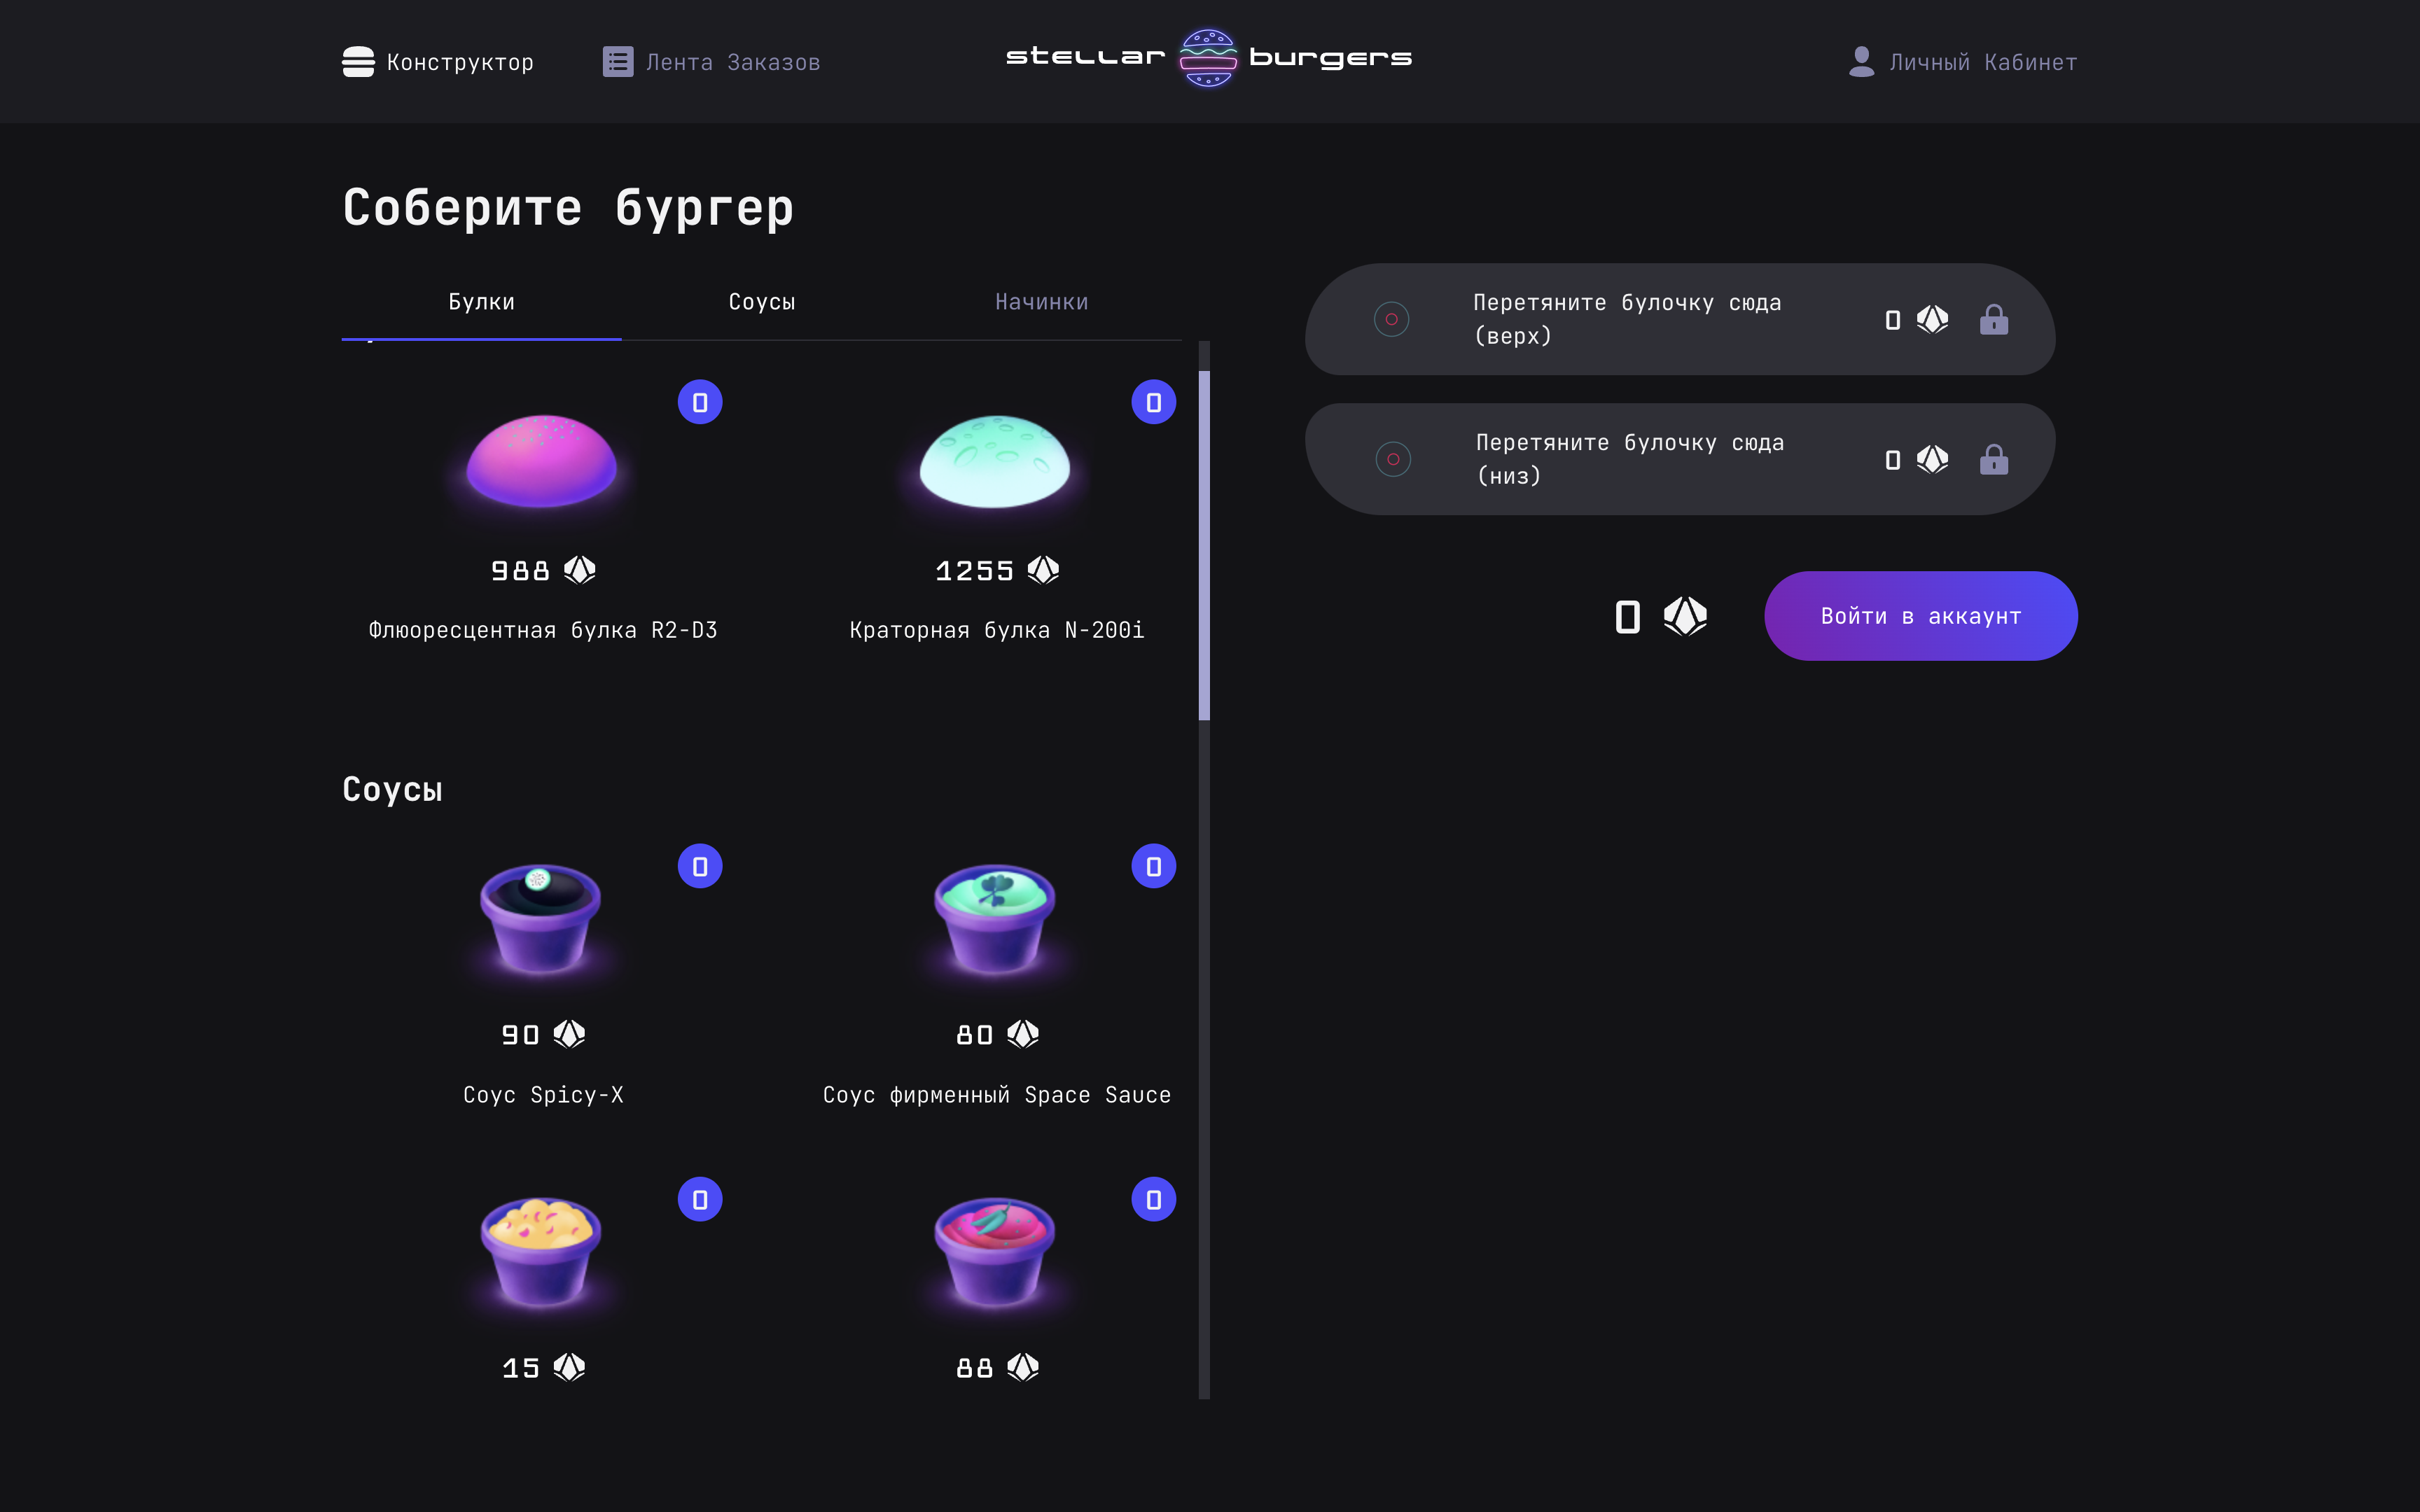 Конструктор
Лента Заказов
stellar burgers
Личный Кабинет
Соберите бургер
Булки
Соусы
Начинки
0
0
988
1255
Флюоресцентная булка R2-D3
Краторная булка N-200i
Соусы
0
0
90
80
Соус Spicy-X
Соус фирменный Space Sauce
0
0
15
88
Перетяните булочку сюда
(верх)
0
Перетяните булочку сюда
(низ)
0
0
Войти в аккаунт